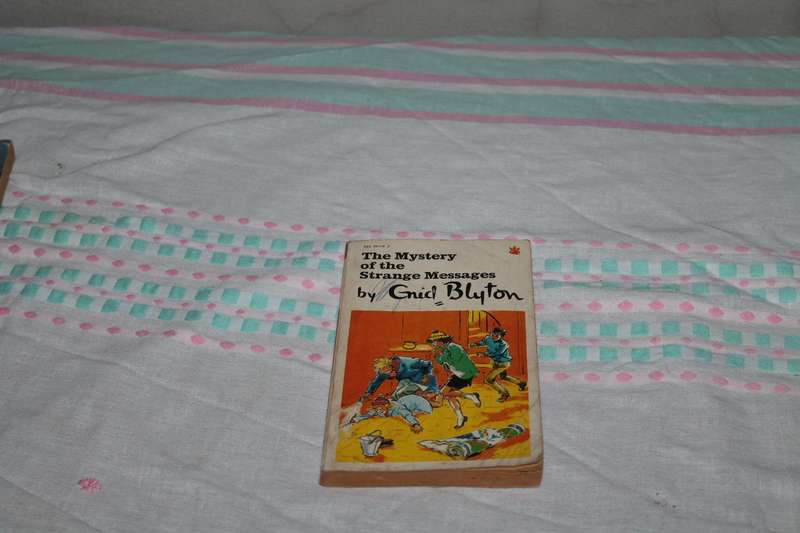 The Mystery
of the
Strange Messages
by Enid Blyton